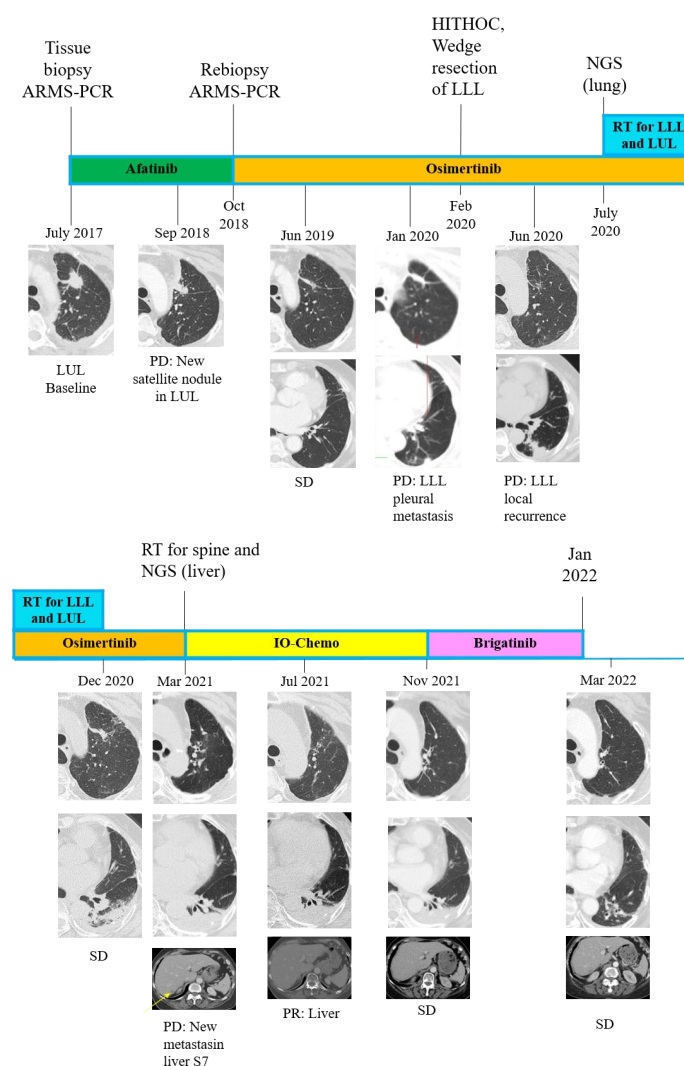 Tissue
biopsy
ARMS-PCR
Rebiopsy
ARMS-PCR
HITHOC,
Wedge
resection
of LLL
NGS
(lung)
RT for LLL
and LUL
Afatinib
Osimertinib
July 2017
Sep 2018
Oct
2018
Jun 2019
Jan 2020
Feb
2020
Jun 2020
July
2020
LUL
Baseline
PD: New
satellite nodule
in LUL
SD
PD: LLL
pleural
metastasis
PD: LLL
local
recurrence
RT for spine and
NGS (liver)
Jan
2022
RT for LLL
and LUL
Osimertinib
IO-Chemo
Brigatinib
Dec 2020
Mar 2021
Jul 2021
Nov 2021
Mar 2022
SD
PD: New
metastasin
liver S7
PR: Liver
SD
SD